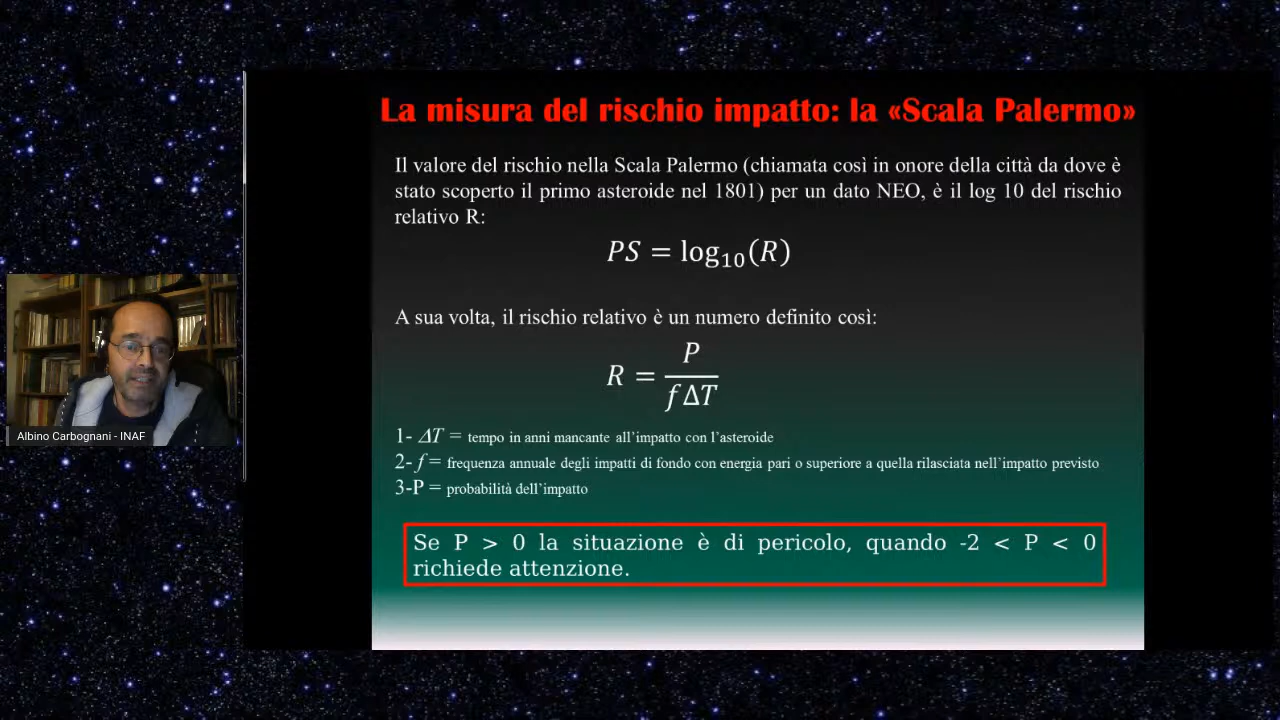 La misura del rischio impatto: la «Scala Palermo»
Il valore del rischio nella Scala Palermo (chiamata così in onore della città da dove è
stato scoperto il primo asteroide nel 1801) per un dato NEO, è il log 10 del rischio
relativo R:
PS = log₁₀(R)
A sua volta, il rischio relativo è un numero definito così:
R = P / f ΔT
1- ΔT = tempo in anni mancante all'impatto con l'asteroide
2- f = frequenza annuale degli impatti di fondo con energia pari o superiore a quella rilasciata nell'impatto previsto
3-P = probabilità dell'impatto
Se P > 0 la situazione è di pericolo, quando -2 < P < 0
richiede attenzione.
Albino Carbognani - INAF